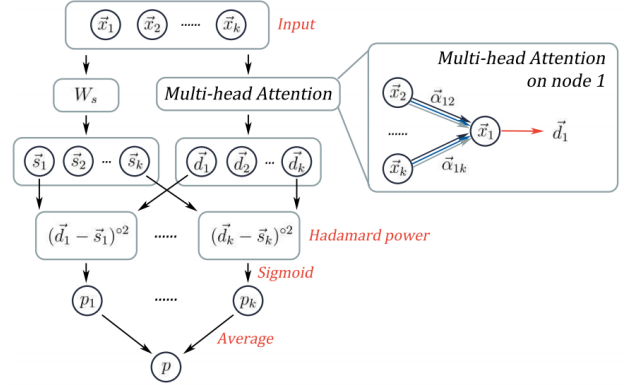 x⃗₁ x⃗₂ ...... x⃗ₖ Input
Wₛ Multi-head Attention
s⃗₁ s⃗₂ ... s⃗ₖ d⃗₁ d⃗₂ ... d⃗ₖ
(d⃗₁ − s⃗₁)°² ...... (d⃗ₖ − s⃗ₖ)°² Hadamard power
Sigmoid
p₁ ...... pₖ
Average
p
Multi-head Attention
on node 1
x⃗₂ α⃗₁₂
...... x⃗₁ d⃗₁
x⃗ₖ α⃗₁ₖ